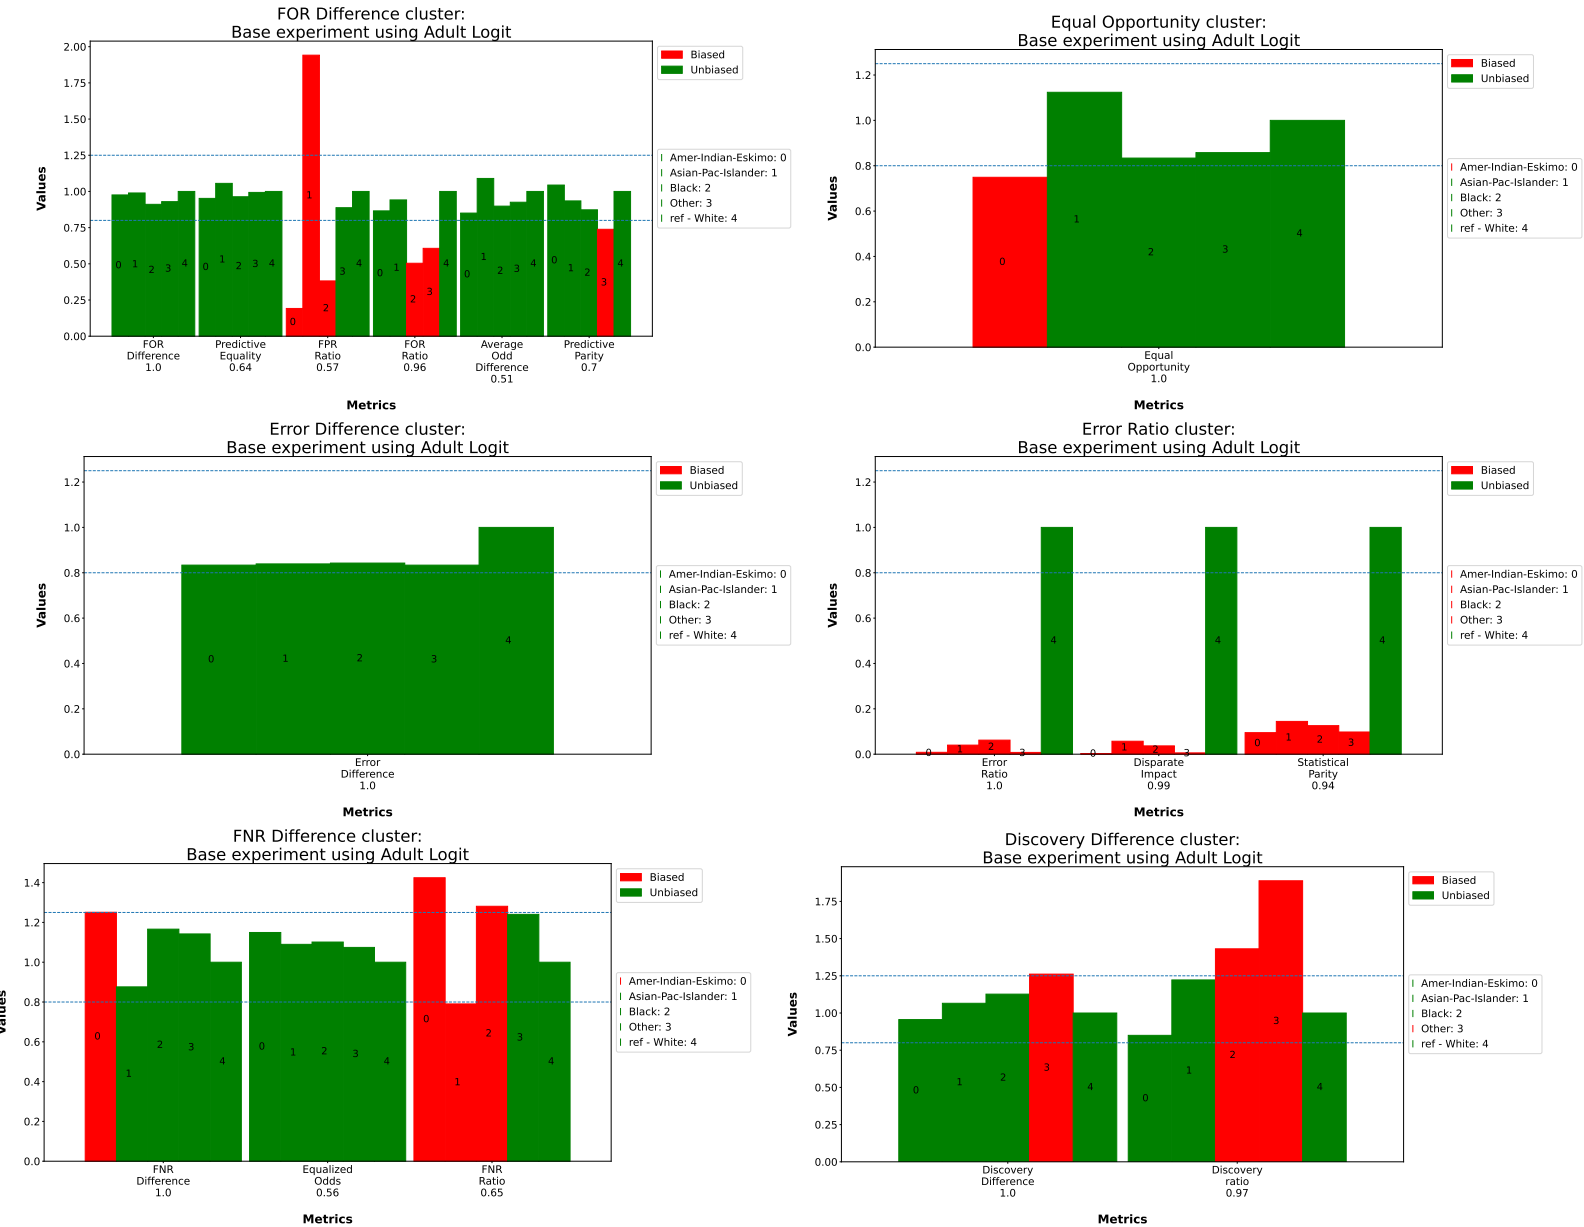 FOR Difference cluster:
Base experiment using Adult Logit
2.00
1.75
1.50
1.25
1.00
0.75
0.50
0.25
0.00
Values
0 1 2 3 4
0 1 2 3 4
0 1 2 3 4
0 1 2 3 4
0 1 2 3 4
0 1 2 3 4
FOR Difference 1.0
Predictive Equality 0.64
FPR Ratio 0.57
FOR Ratio 0.96
Average Odd Difference 0.51
Predictive Parity 0.7
Metrics
Biased
Unbiased
Amer-Indian-Eskimo: 0
Asian-Pac-Islander: 1
Black: 2
Other: 3
ref - White: 4
Equal Opportunity cluster:
Base experiment using Adult Logit
1.2
1.0
0.8
0.6
0.4
0.2
0.0
Values
0 1 2 3 4
Equal
Opportunity
1.0
Metrics
Biased
Unbiased
Amer-Indian-Eskimo: 0
Asian-Pac-Islander: 1
Black: 2
Other: 3
ref - White: 4
Error Difference cluster:
Base experiment using Adult Logit
1.2
1.0
0.8
0.6
0.4
0.2
0.0
Values
0 1 2 3 4
Error
Difference
1.0
Metrics
Biased
Unbiased
Amer-Indian-Eskimo: 0
Asian-Pac-Islander: 1
Black: 2
Other: 3
ref - White: 4
Error Ratio cluster:
Base experiment using Adult Logit
1.2
1.0
0.8
0.6
0.4
0.2
0.0
Values
0 1 2 3 4
0 1 2 3 4
0 1 2 3 4
Error Ratio 1.0
Disparate Impact 0.99
Statistical Parity 0.94
Metrics
Biased
Unbiased
Amer-Indian-Eskimo: 0
Asian-Pac-Islander: 1
Black: 2
Other: 3
ref - White: 4
FNR Difference cluster:
Base experiment using Adult Logit
1.4
1.2
1.0
0.8
0.6
0.4
0.2
0.0
Values
0 1 2 3 4
0 1 2 3 4
0 1 2 3 4
FNR Difference 1.0
Equalized Odds 0.56
FNR Ratio 0.65
Metrics
Biased
Unbiased
Amer-Indian-Eskimo: 0
Asian-Pac-Islander: 1
Black: 2
Other: 3
ref - White: 4
Discovery Difference cluster:
Base experiment using Adult Logit
1.75
1.50
1.25
1.00
0.75
0.50
0.25
0.00
Values
0 1 2 3 4
0 1 2 3 4
Discovery Difference 1.0
Discovery ratio 0.97
Metrics
Biased
Unbiased
Amer-Indian-Eskimo: 0
Asian-Pac-Islander: 1
Black: 2
Other: 3
ref - White: 4